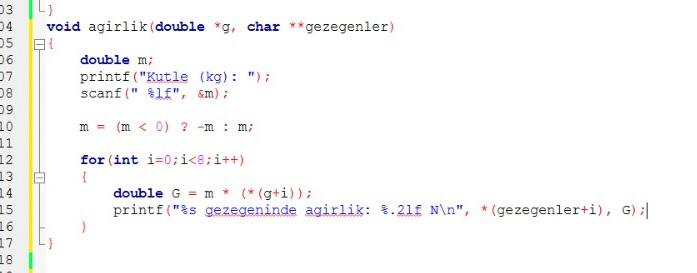 03 }
04 void agirlik(double *g, char **gezegenler)
05 {
06 double m;
07 printf("Kutle (kg): ");
08 scanf(" %lf", &m);
09
10 m = (m < 0) ? -m : m;
11
12 for(int i=0;i<8;i++)
13 {
14 double G = m * (*(g+i));
15 printf("%s gezegeninde agirlik: %.2lf N\n", *(gezegenler+i), G);
16 }
17 }
18